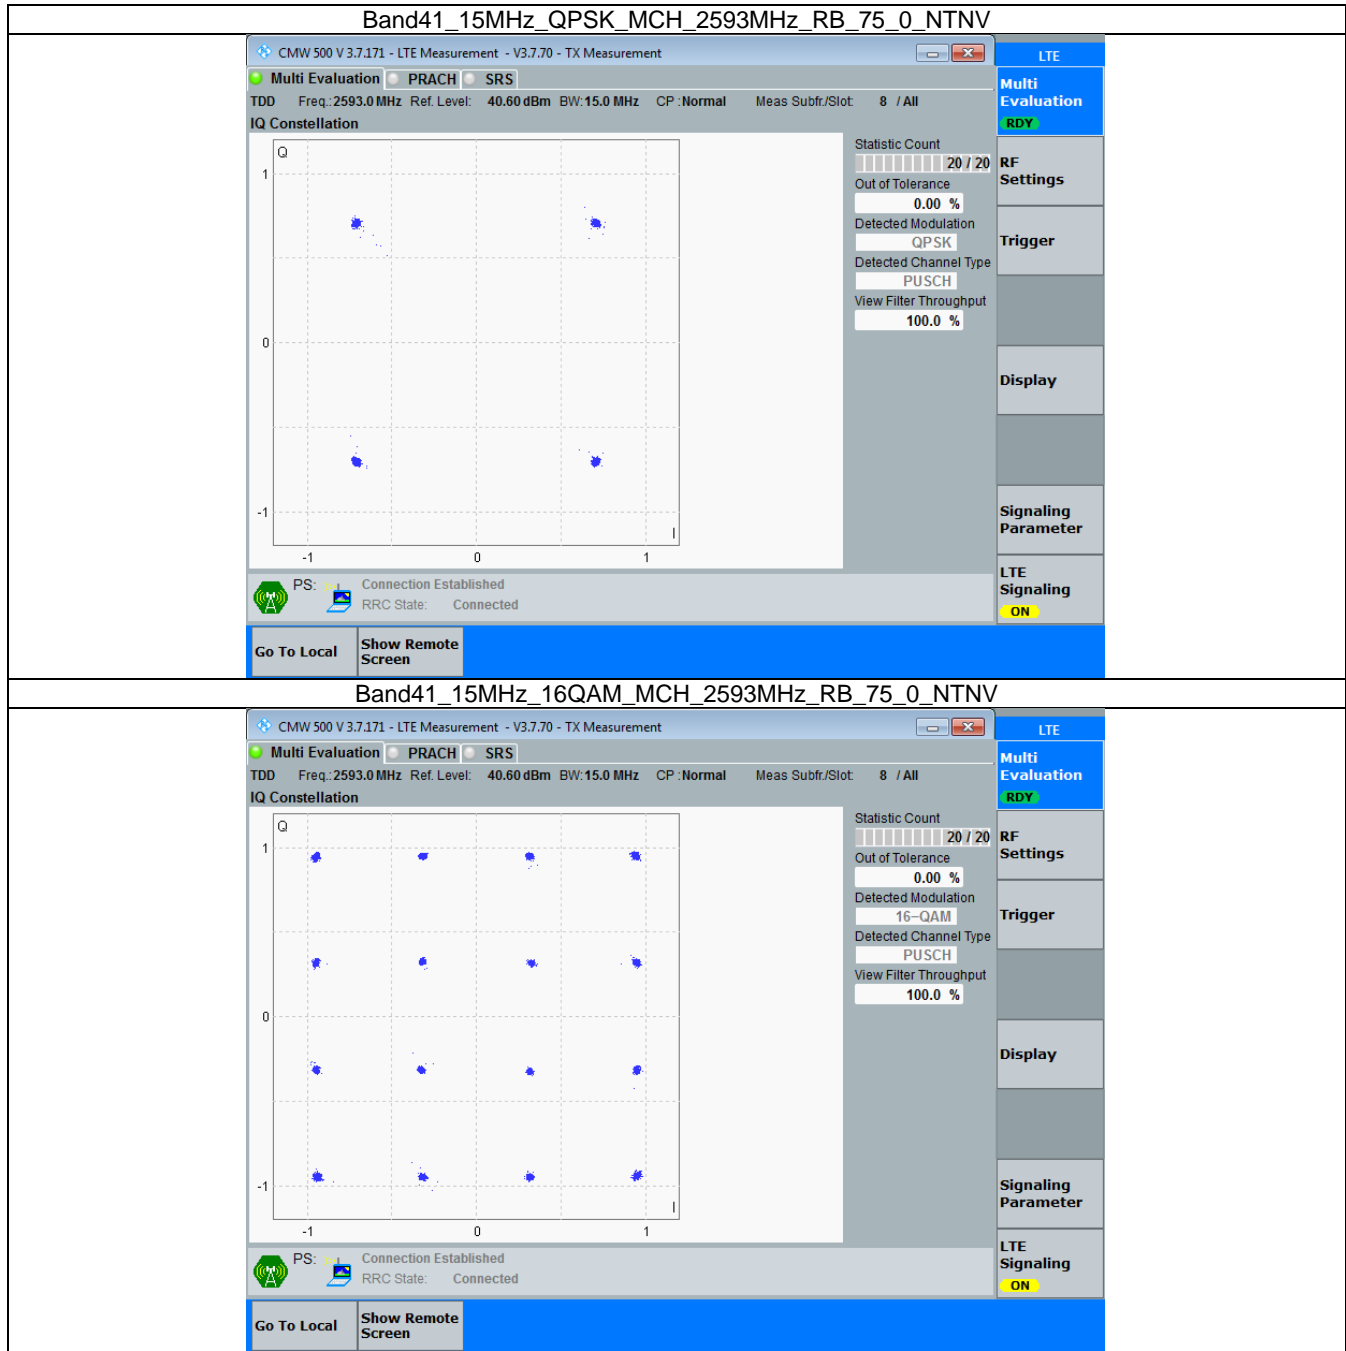 Band41_15MHz_QPSK_MCH_2593MHz_RB_75_0_NTNV
CMW 500 V 3.7.171 - LTE Measurement - V3.7.70 - TX Measurement
LTE
Multi Evaluation PRACH SRS
Multi
Evaluation
RDY
TDD Freg.:2593.0 MHz Ref. Level: 40.60 dBm BW:15.0 MHz CP :Normal Meas Subfr./Slot: 8 / All
IQ Constellation
Q
1
0
-1
-1 0 1
I
Statistic Count
20 / 20
Out of Tolerance
0.00 %
Detected Modulation
QPSK
Detected Channel Type
PUSCH
View Filter Throughput
100.0 %
RF
Settings
Trigger
Display
Signaling
Parameter
LTE
Signaling
ON
PS: Connection Established
RRC State: Connected
Go To Local
Show Remote
Screen
Band41_15MHz_16QAM_MCH_2593MHz_RB_75_0_NTNV
CMW 500 V 3.7.171 - LTE Measurement - V3.7.70 - TX Measurement
LTE
Multi Evaluation PRACH SRS
Multi
Evaluation
RDY
TDD Freq.:2593.0 MHz Ref. Level: 40.60 dBm BW:15.0 MHz CP :Normal Meas Subfr./Slot: 8 / All
IQ Constellation
Q
1
0
-1
-1 0 1
I
Statistic Count
20 / 20
Out of Tolerance
0.00 %
Detected Modulation
16-QAM
Detected Channel Type
PUSCH
View Filter Throughput
100.0 %
RF
Settings
Trigger
Display
Signaling
Parameter
LTE
Signaling
ON
PS: Connection Established
RRC State: Connected
Go To Local
Show Remote
Screen